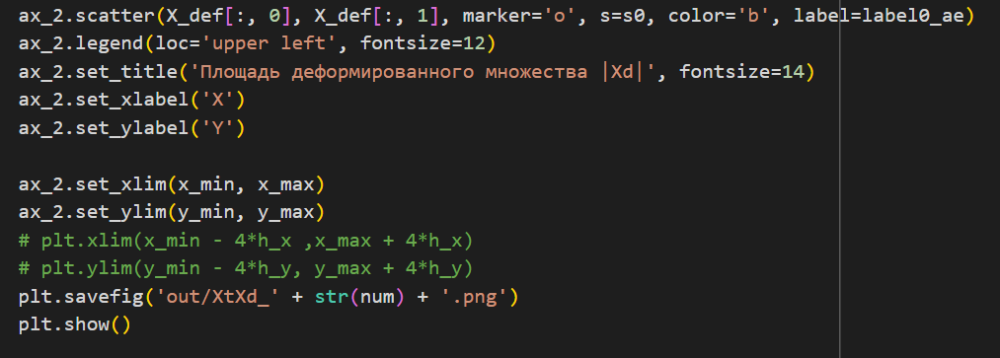 ax_2.scatter(X_def[:, 0], X_def[:, 1], marker='o', s=s0, color='b', label=label0_ae)
ax_2.legend(loc='upper left', fontsize=12)
ax_2.set_title('Площадь деформированного множества |Xd|', fontsize=14)
ax_2.set_xlabel('X')
ax_2.set_ylabel('Y')

ax_2.set_xlim(x_min, x_max)
ax_2.set_ylim(y_min, y_max)
# plt.xlim(x_min - 4*h_x ,x_max + 4*h_x)
# plt.ylim(y_min - 4*h_y, y_max + 4*h_y)
plt.savefig('out/XtXd_' + str(num) + '.png')
plt.show()